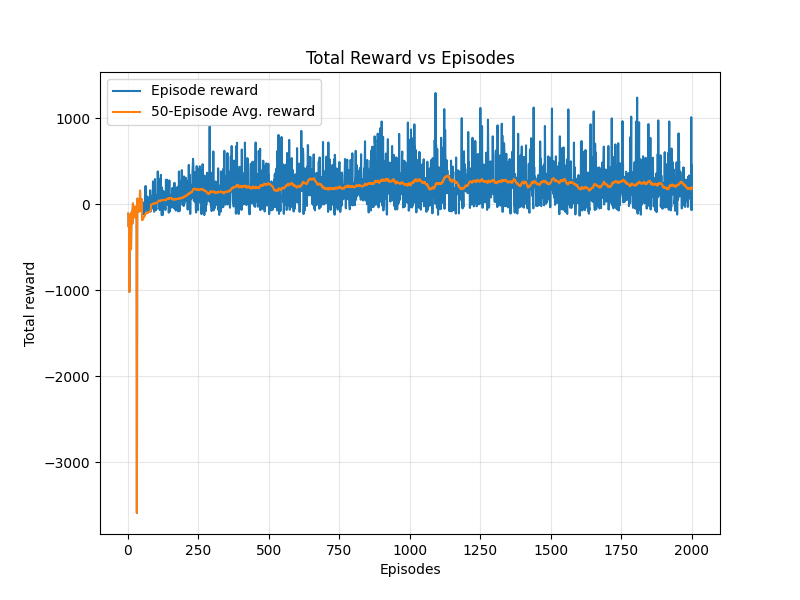 Total Reward vs Episodes
Episode reward
50-Episode Avg. reward
Total reward
1000
0
−1000
−2000
−3000
0 250 500 750 1000 1250 1500 1750 2000
Episodes